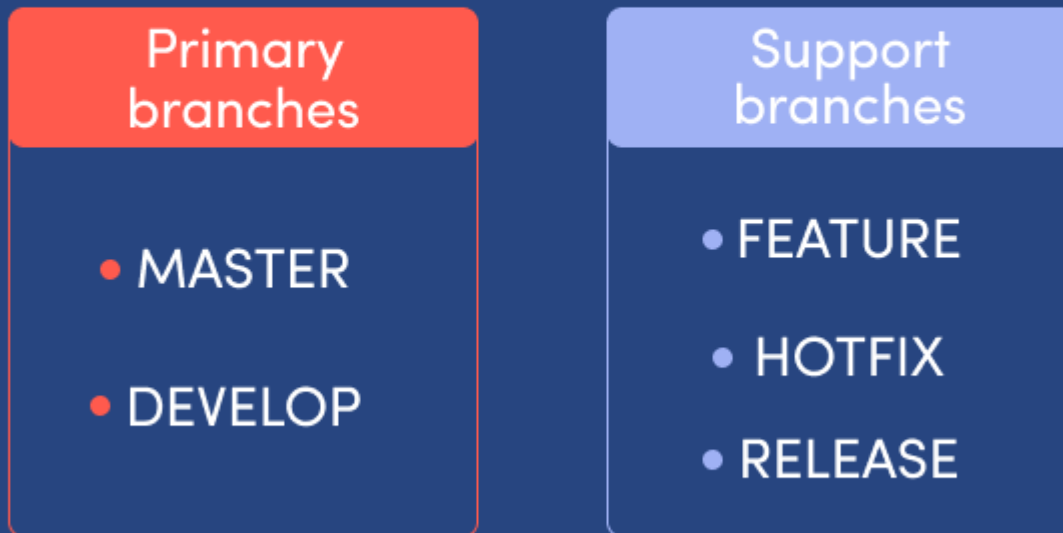 Primary
branches
MASTER
DEVELOP
Support
branches
FEATURE
HOTFIX
RELEASE